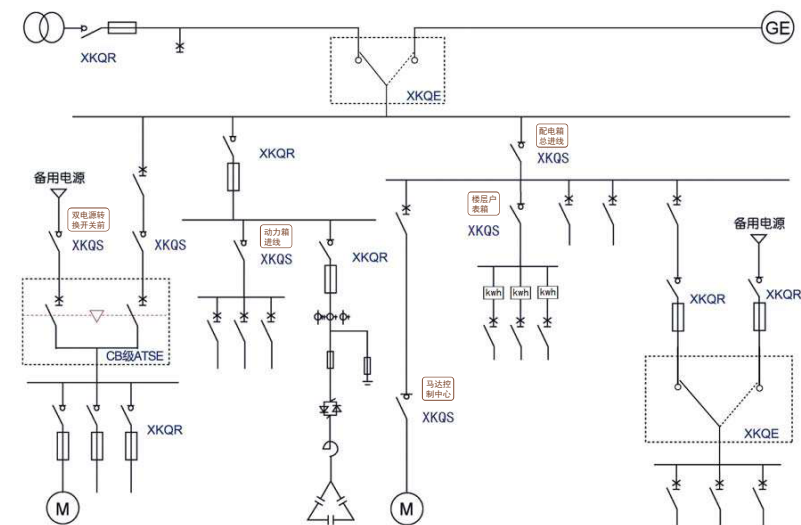 GE
XKQR
XKQE
配电箱
总进线
XKQR
XKQS
备用电源
双电源转
换开关前
XKQS
XKQS
动力箱
进线
XKQS
XKQR
楼层户
表箱
XKQS
备用电源
kwh
kwh
kwh
XKQR
XKQR
CB级ATSE
马达控
制中心
XKQS
XKQR
XKQE
M
M